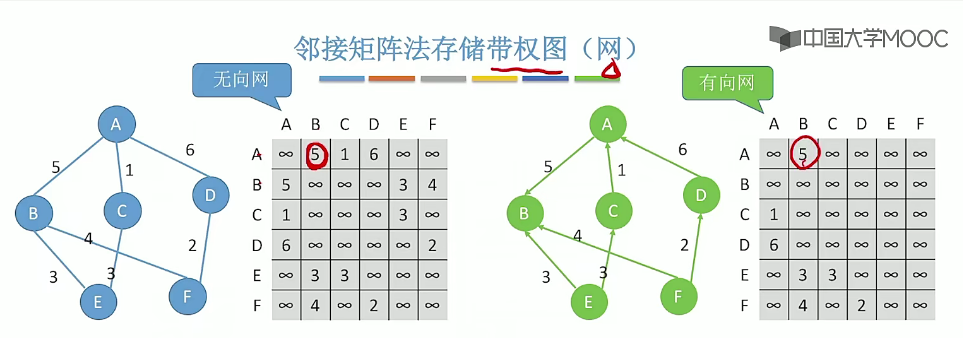 中国大学MOOC
邻接矩阵法存储带权图（网）
无向网
有向网
A
5
1
6
B
C
D
4
2
3
3
E
F
A B C D E F
A ∞ 5 1 6 ∞ ∞
B 5 ∞ ∞ ∞ 3 4
C 1 ∞ ∞ ∞ 3 ∞
D 6 ∞ ∞ ∞ ∞ 2
E ∞ 3 3 ∞ ∞ ∞
F ∞ 4 ∞ 2 ∞ ∞
A
5
1
6
B
C
D
4
2
3
3
E
F
A B C D E F
A ∞ 5 ∞ ∞ ∞ ∞
B ∞ ∞ ∞ ∞ ∞ ∞
C 1 ∞ ∞ ∞ ∞ ∞
D 6 ∞ ∞ ∞ ∞ ∞
E ∞ 3 3 ∞ ∞ ∞
F ∞ 4 ∞ 2 ∞ ∞